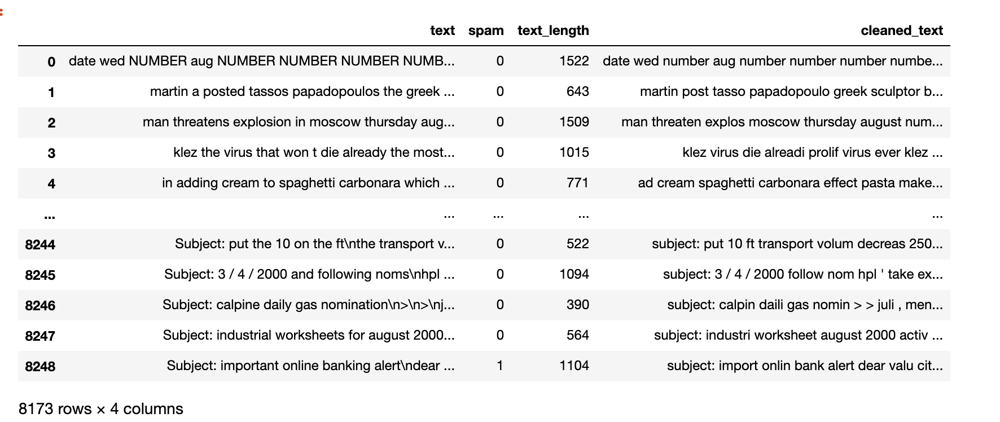 :
text spam text_length cleaned_text
0 date wed NUMBER aug NUMBER NUMBER NUMBER NUMB... 0 1522 date wed number aug number number number numbe...
1 martin a posted tassos papadopoulos the greek ... 0 643 martin post tasso papadopoulo greek sculptor b...
2 man threatens explosion in moscow thursday aug... 0 1509 man threaten explos moscow thursday august num...
3 klez the virus that won t die already the most... 0 1015 klez virus die alreadi prolif virus ever klez ...
4 in adding cream to spaghetti carbonara which ... 0 771 ad cream spaghetti carbonara effect pasta make...
... ... ... ... ...
8244 Subject: put the 10 on the ft\nthe transport v... 0 522 subject: put 10 ft transport volum decreas 250...
8245 Subject: 3 / 4 / 2000 and following noms\nhpl ... 0 1094 subject: 3 / 4 / 2000 follow nom hpl ' take ex...
8246 Subject: calpine daily gas nomination\n>\n>\nj... 0 390 subject: calpin daili gas nomin > > juli , men...
8247 Subject: industrial worksheets for august 2000... 0 564 subject: industri worksheet august 2000 activ ...
8248 Subject: important online banking alert\ndear ... 1 1104 subject: import onlin bank alert dear valu cit...
8173 rows × 4 columns